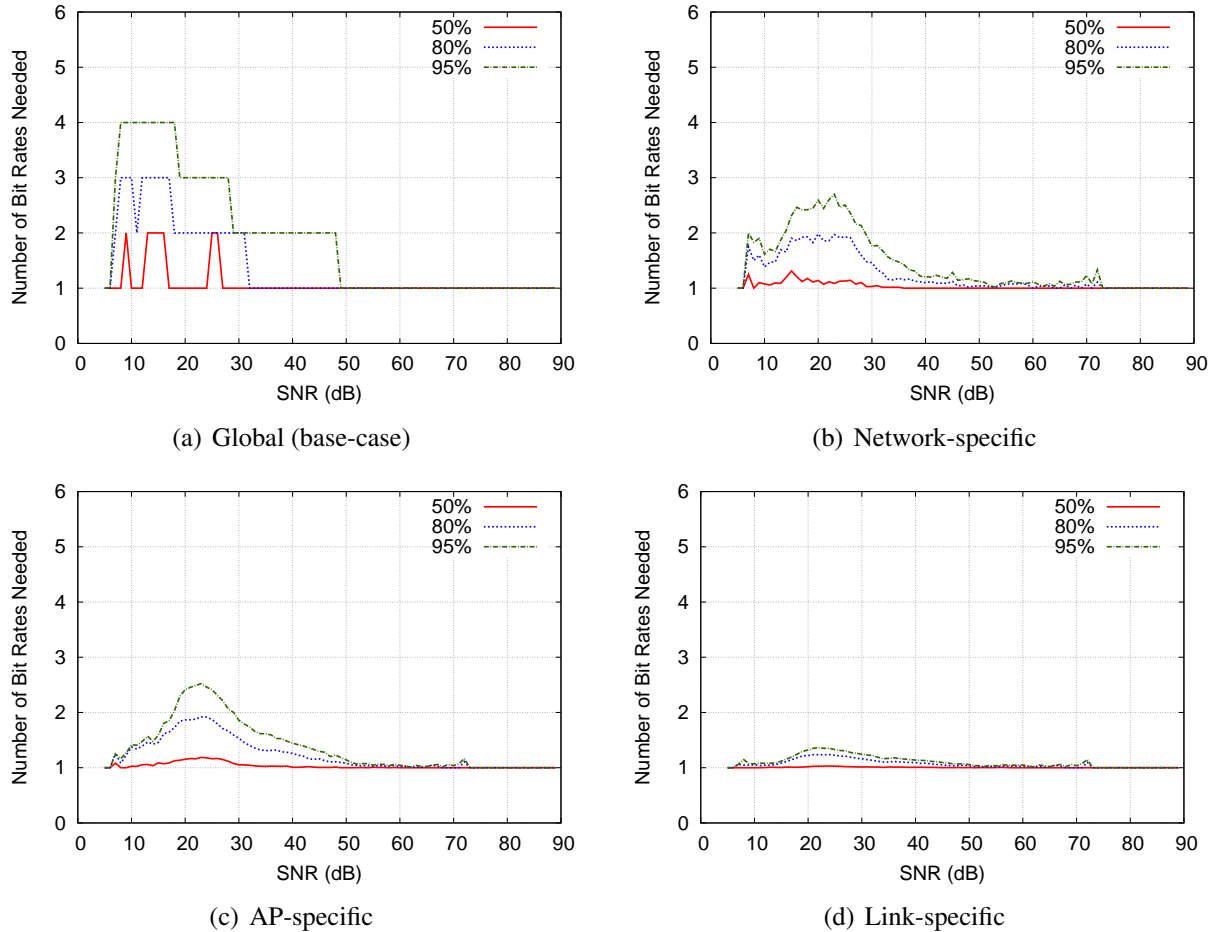 Number of Bit Rates Needed
6
5
4
3
2
1
0
0 10 20 30 40 50 60 70 80 90
SNR (dB)
50%
80%
95%
(a) Global (base-case)
Number of Bit Rates Needed
6
5
4
3
2
1
0
0 10 20 30 40 50 60 70 80 90
SNR (dB)
50%
80%
95%
(b) Network-specific
Number of Bit Rates Needed
6
5
4
3
2
1
0
0 10 20 30 40 50 60 70 80 90
SNR (dB)
50%
80%
95%
(c) AP-specific
Number of Bit Rates Needed
6
5
4
3
2
1
0
0 10 20 30 40 50 60 70 80 90
SNR (dB)
50%
80%
95%
(d) Link-specific